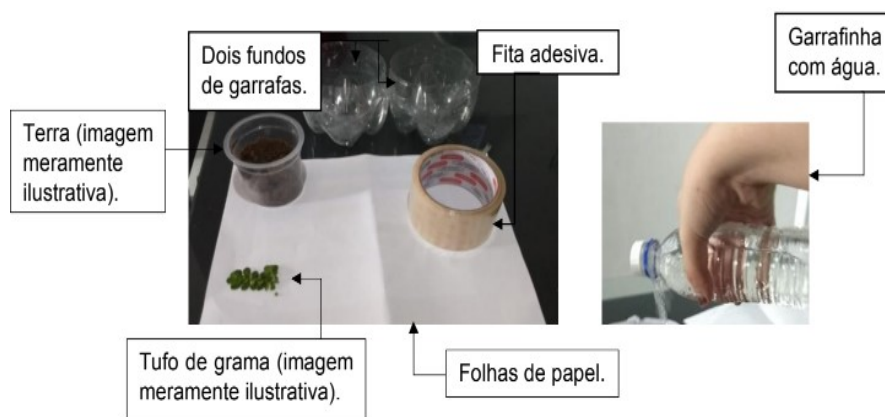 Dois fundos
de garrafas.
Fita adesiva.
Garrafinha
com água.
Terra (imagem
meramente
ilustrativa).
Tufo de grama (imagem
meramente ilustrativa).
Folhas de papel.